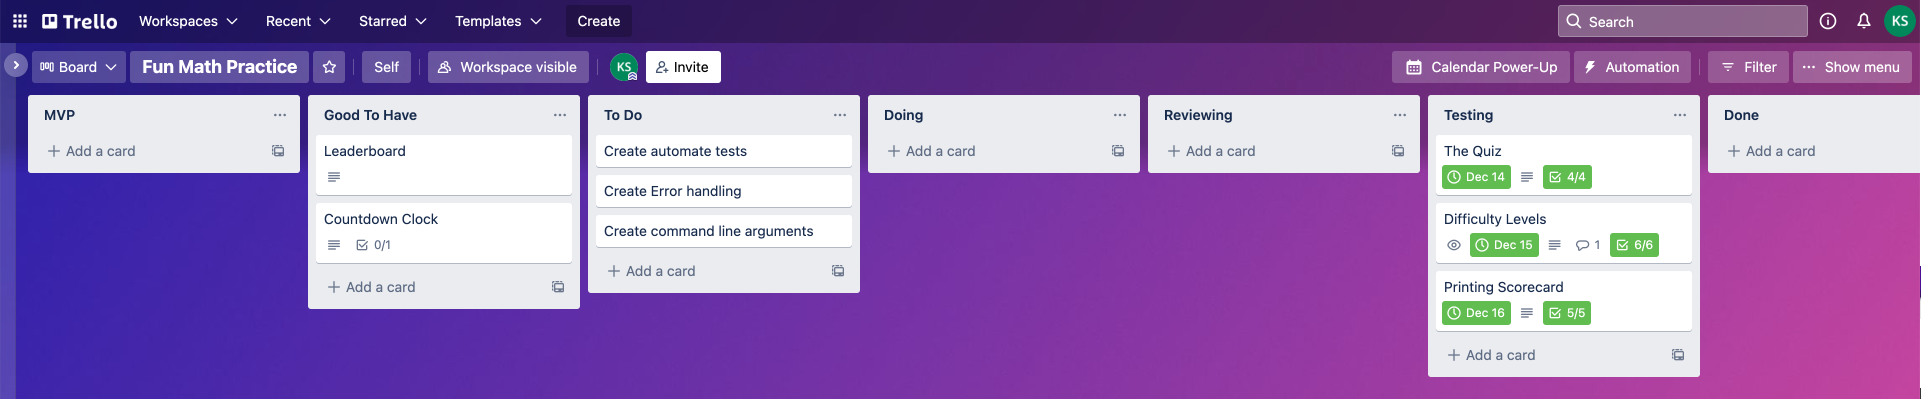 Trello Workspaces Recent Starred Templates Create Search KS
Board Fun Math Practice Self Workspace visible KS Invite Calendar Power-Up Automation Filter Show menu
MVP
+ Add a card
Good To Have
Leaderboard
Countdown Clock
0/1
+ Add a card
To Do
Create automate tests
Create Error handling
Create command line arguments
+ Add a card
Doing
+ Add a card
Reviewing
+ Add a card
Testing
The Quiz
Dec 14 4/4
Difficulty Levels
Dec 15 1 6/6
Printing Scorecard
Dec 16 5/5
+ Add a card
Done
+ Add a card